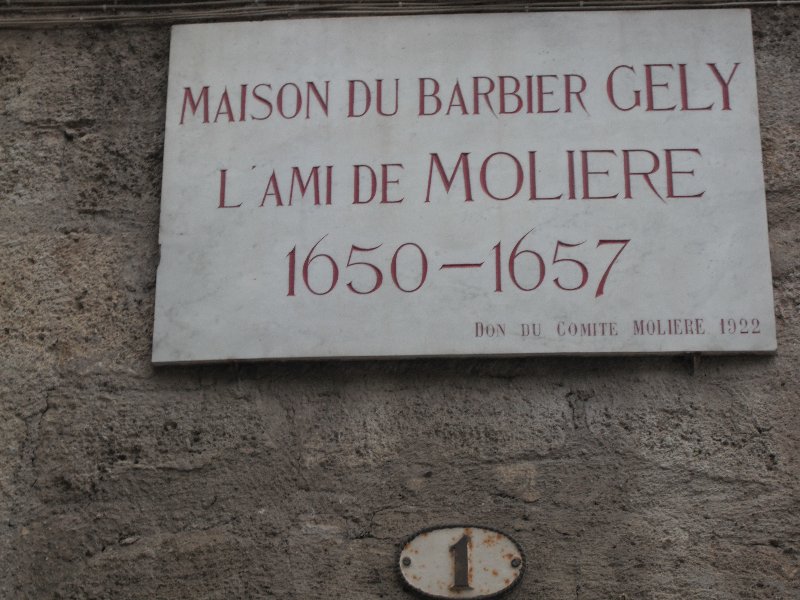 MAISON DU BARBIER GELY
L'AMI DE MOLIERE
1650-1657
DON DU COMITE MOLIERE 1922
1